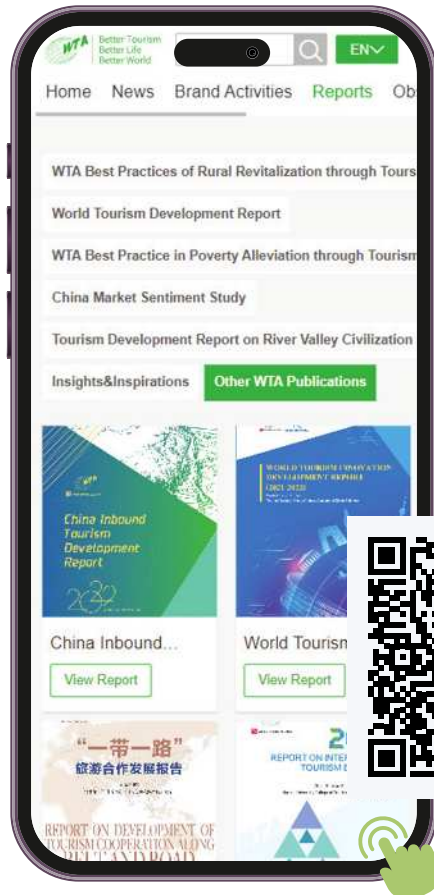 WTA
Better Tourism
Better Life
Better World
EN
Home News Brand Activities Reports Ob
WTA Best Practices of Rural Revitalization through Tours
World Tourism Development Report
WTA Best Practice in Poverty Alleviation through Tourism
China Market Sentiment Study
Tourism Development Report on River Valley Civilization
Insights&Inspirations Other WTA Publications
China Inbound
Tourism
Development
Report
WORLD TOURISM INNOVATION
DEVELOPMENT REPORT
(2021-2022)
China Inbound...
World Tourism
View Report
View Report
“一带一路”
旅游合作发展报告
REPORT ON DEVELOPMENT OF
TOURISM COOPERATION ALONG
BELT AND ROAD
REPORT ON INTE